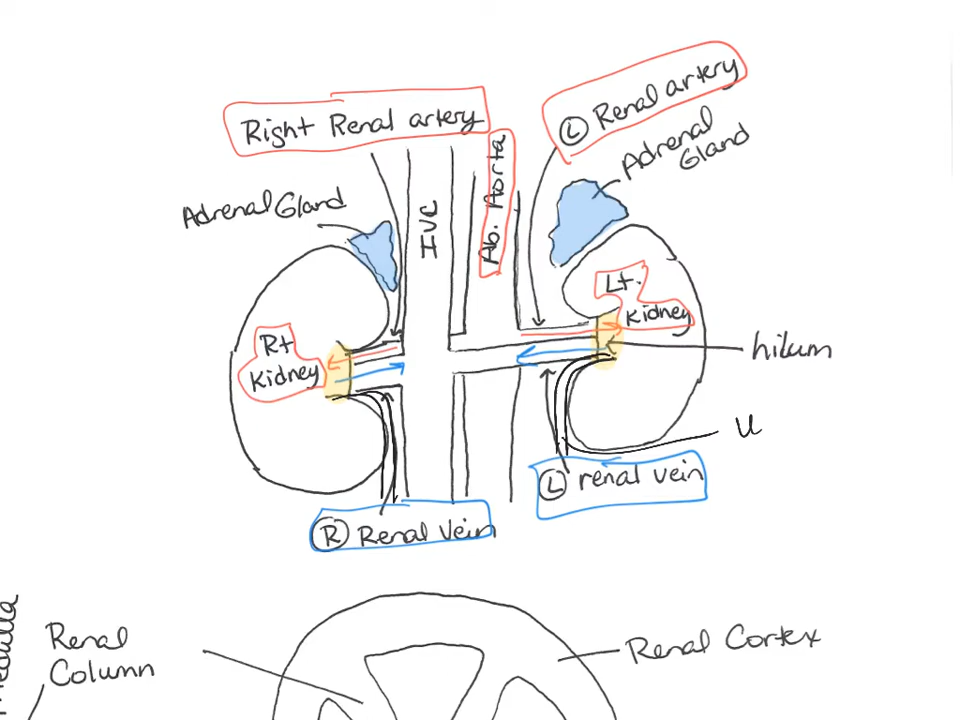 Right Renal artery
Ⓛ Renal artery
Adrenal
Gland
Adrenal Gland
IVC
Ab. Aorta
Lt.
kidney
Rt
kidney
hilum
U
Ⓛ renal vein
Ⓡ Renal Vein
Medulla
Renal
Column
Renal Cortex